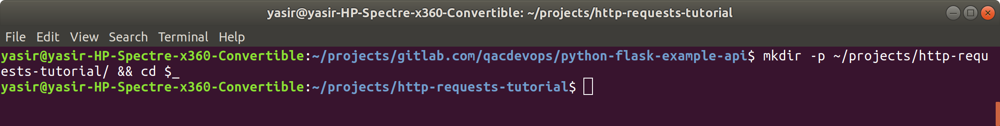 yasir@yasir-HP-Spectre-x360-Convertible: ~/projects/http-requests-tutorial
File Edit View Search Terminal Help
yasir@yasir-HP-Spectre-x360-Convertible:~/projects/gitlab.com/qacdevops/python-flask-example-api$ mkdir -p ~/projects/http-requ
ests-tutorial/ && cd $_
yasir@yasir-HP-Spectre-x360-Convertible:~/projects/http-requests-tutorial$